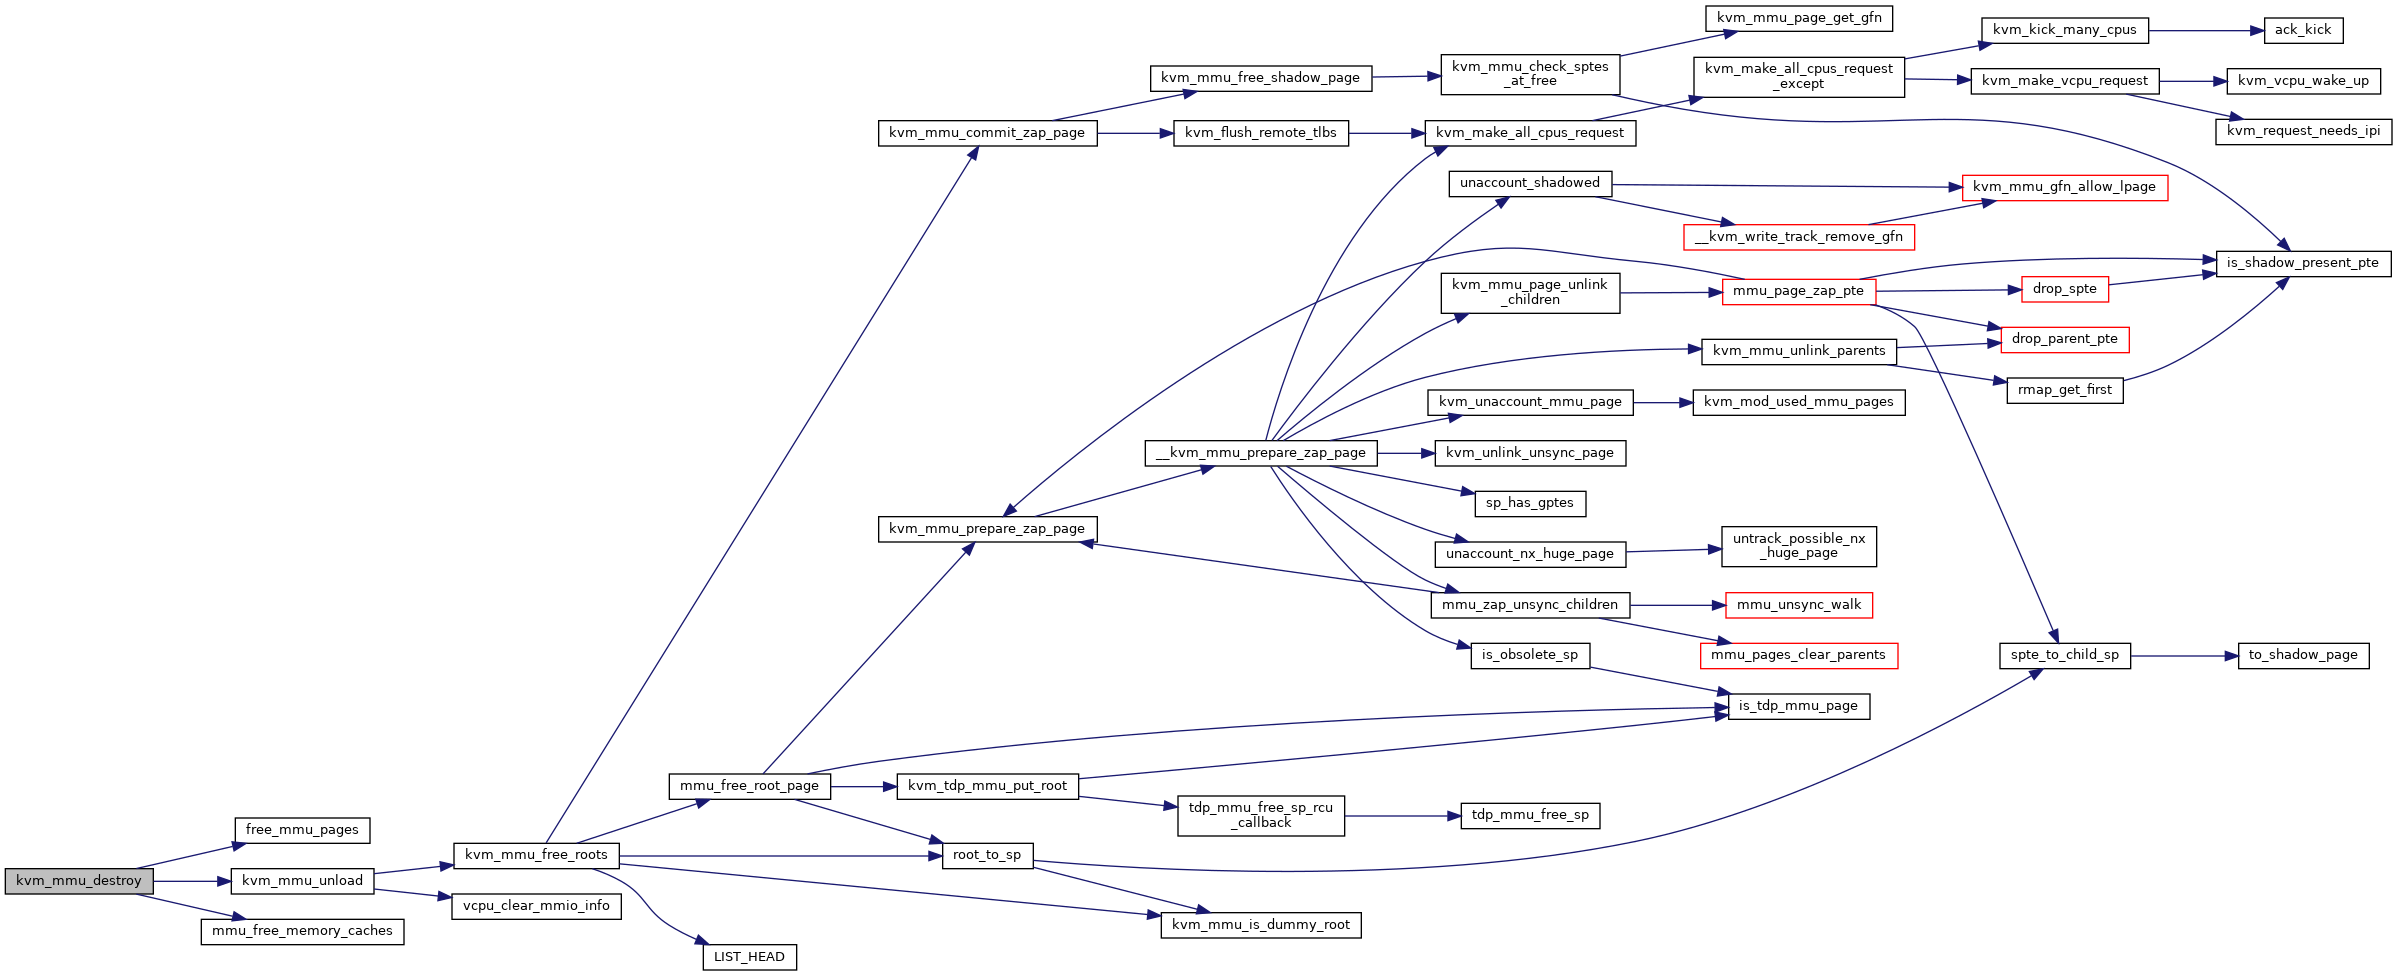 kvm_mmu_destroy
free_mmu_pages
kvm_mmu_unload
mmu_free_memory_caches
kvm_mmu_free_roots
vcpu_clear_mmio_info
kvm_mmu_commit_zap_page
kvm_mmu_prepare_zap_page
mmu_free_root_page
kvm_tdp_mmu_put_root
root_to_sp
LIST_HEAD
kvm_mmu_free_shadow_page
kvm_flush_remote_tlbs
__kvm_mmu_prepare_zap_page
tdp_mmu_free_sp_rcu
_callback
kvm_mmu_is_dummy_root
kvm_mmu_check_sptes
_at_free
kvm_make_all_cpus_request
unaccount_shadowed
kvm_mmu_page_unlink
_children
kvm_unaccount_mmu_page
kvm_unlink_unsync_page
sp_has_gptes
unaccount_nx_huge_page
mmu_zap_unsync_children
is_obsolete_sp
tdp_mmu_free_sp
kvm_mmu_page_get_gfn
kvm_make_all_cpus_request
_except
__kvm_write_track_remove_gfn
mmu_page_zap_pte
kvm_mmu_unlink_parents
kvm_mod_used_mmu_pages
untrack_possible_nx
_huge_page
mmu_unsync_walk
mmu_pages_clear_parents
is_tdp_mmu_page
kvm_kick_many_cpus
kvm_make_vcpu_request
kvm_mmu_gfn_allow_lpage
drop_spte
drop_parent_pte
rmap_get_first
spte_to_child_sp
ack_kick
kvm_vcpu_wake_up
kvm_request_needs_ipi
is_shadow_present_pte
to_shadow_page